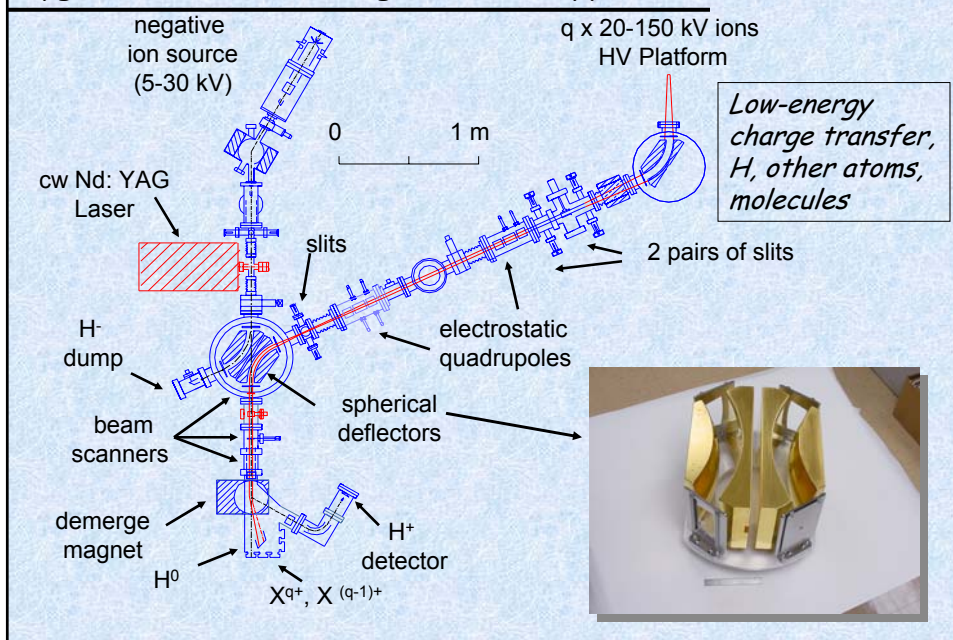 negative
ion source
(5-30 kV)
q x 20-150 kV ions
HV Platform
0 1 m
Low-energy
charge transfer,
H, other atoms,
molecules
cw Nd: YAG
Laser
slits
2 pairs of slits
H-
dump
electrostatic
quadrupoles
beam
scanners
spherical
deflectors
demerge
magnet
H+
detector
H0
Xq+, X (q-1)+